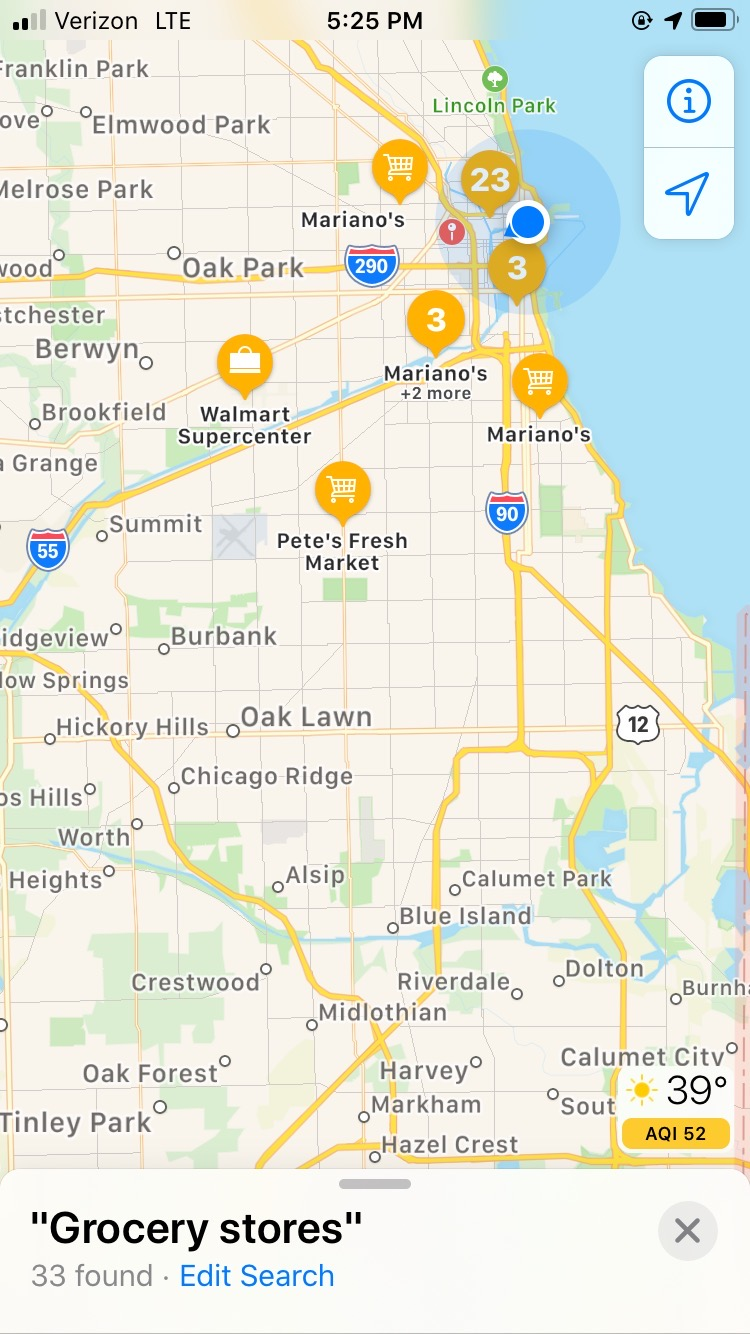 Verizon LTE 5:25 PM
Franklin Park
Lincoln Park
ove
Elmwood Park
23
Melrose Park
Mariano's
290
wood
Oak Park
3
stchester
3
Berwyn
Mariano's
+2 more
Brookfield
Walmart
Supercenter
Mariano's
a Grange
90
Summit
55
Pete's Fresh
Market
idgeview
Burbank
low Springs
Hickory Hills
Oak Lawn
12
Chicago Ridge
os Hills
Worth
Heights
Alsip
Calumet Park
Blue Island
Crestwood
Riverdale
Dolton
Burnha
Midlothian
Oak Forest
Harvey
Calumet City
39°
Markham
Sout
Tinley Park
AQI 52
Hazel Crest
"Grocery stores"
33 found · Edit Search